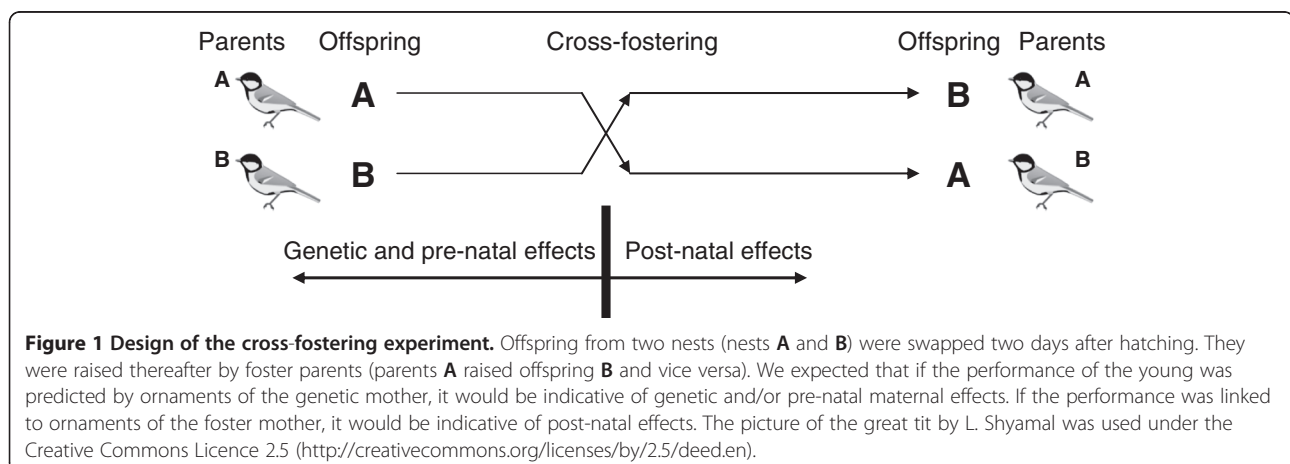 Parents Offspring Cross-fostering Offspring Parents
A A B A
B B A B
Genetic and pre-natal effects Post-natal effects
Figure 1 Design of the cross-fostering experiment. Offspring from two nests (nests A and B) were swapped two days after hatching. They
were raised thereafter by foster parents (parents A raised offspring B and vice versa). We expected that if the performance of the young was
predicted by ornaments of the genetic mother, it would be indicative of genetic and/or pre-natal maternal effects. If the performance was linked
to ornaments of the foster mother, it would be indicative of post-natal effects. The picture of the great tit by L. Shyamal was used under the
Creative Commons Licence 2.5 (http://creativecommons.org/licenses/by/2.5/deed.en).